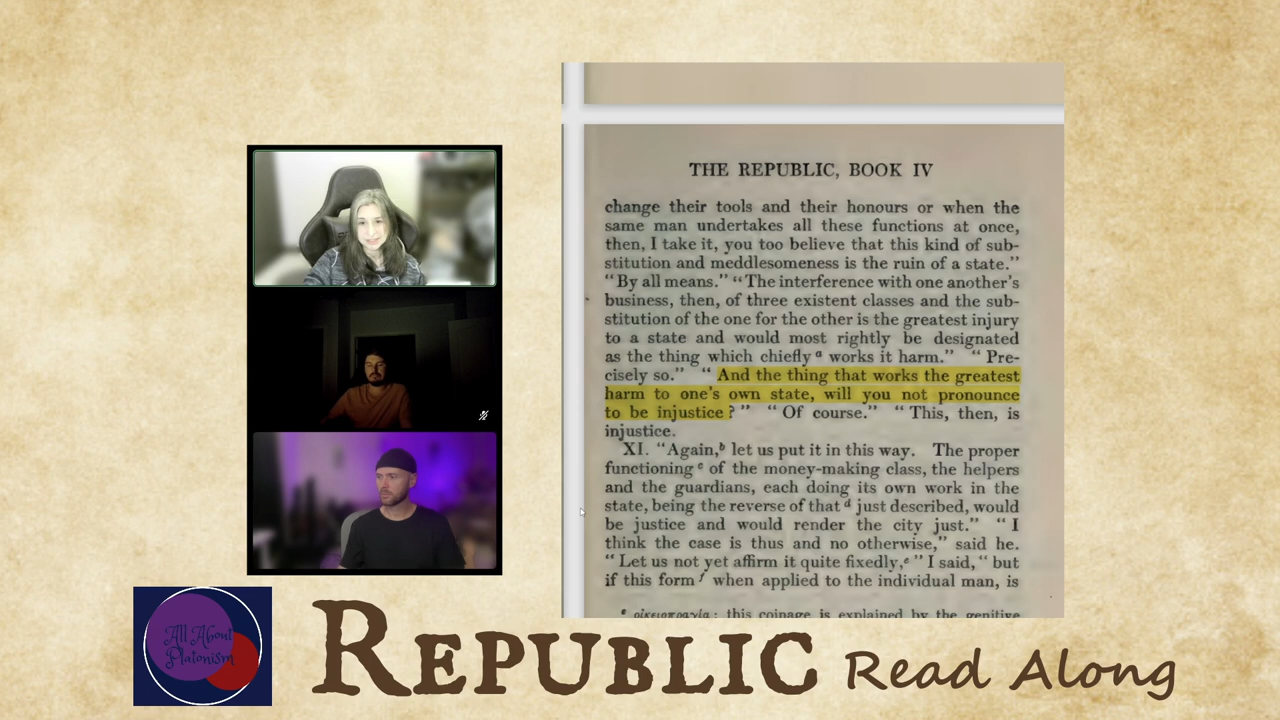 THE REPUBLIC, BOOK IV
change their tools and their honours or when the
same man undertakes all these functions at once,
then, I take it, you too believe that this kind of sub-
stitution and meddlesomeness is the ruin of a state.”
“By all means.” “The interference with one another’s
business, then, of three existent classes and the sub-
stitution of the one for the other is the greatest injury
to a state and would most rightly be designated
as the thing which chiefly a works it harm.” “ Pre-
cisely so.” “ And the thing that works the greatest
harm to one’s own state, will you not pronounce
to be injustice ? ” “ Of course.” “ This, then, is
injustice.
XI. “Again,b let us put it in this way. The proper
functioning c of the money-making class, the helpers
and the guardians, each doing its own work in the
state, being the reverse of that d just described, would
be justice and would render the city just.” “ I
think the case is thus and no otherwise,” said he.
“ Let us not yet affirm it quite fixedly,e ” I said, “ but
if this form f when applied to the individual man, is
e οἰκειοπραγία : this coinage is explained by the genitive
All About
Platonism
REPUBLIC Read Along